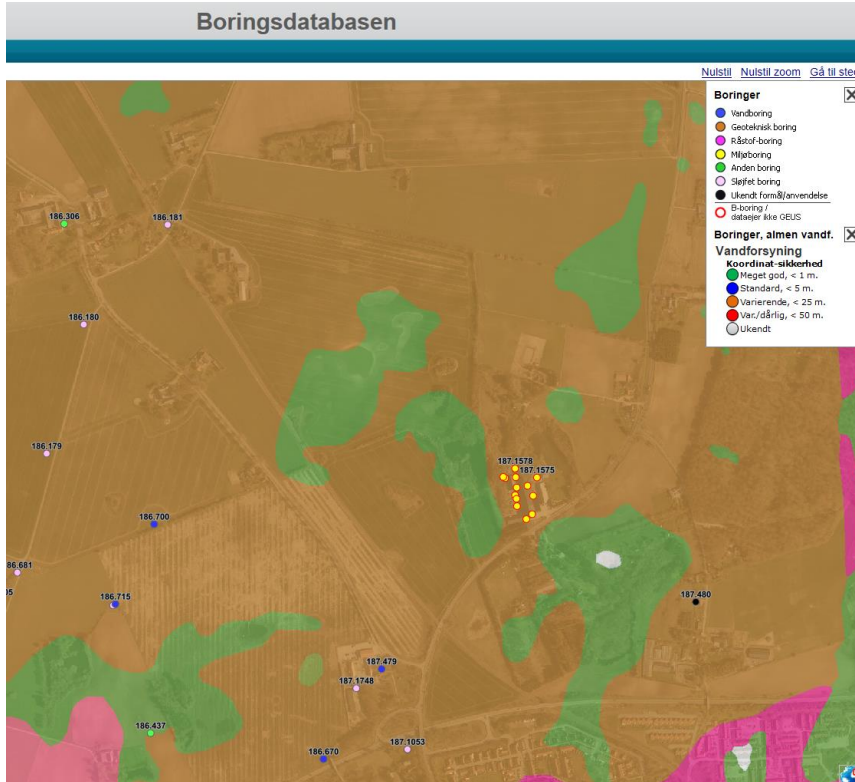 Boringsdatabasen
Nulstil Nulstil zoom Gå til sted
Boringer
Vandboring
Geoteknisk boring
Råstof-boring
Miljøboring
Anden boring
Sløjfet boring
Ukendt formål/anvendelse
B-boring /
dataejer ikke GEUS
Boringer, almen vandf.
Vandforsyning
Koordinat-sikkerhed
Meget god, < 1 m.
Standard, < 5 m.
Varierende, < 25 m.
Var./dårlig, < 50 m.
Ukendt
186.306
186.181
186.180
186.179
187.1578
187.1575
186.700
186.681
05
186.715
187.480
187.479
187.1748
186.437
187.1053
186.670